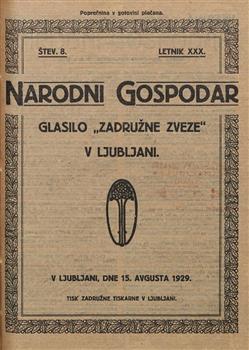 Poprečnina v gotovini plačana.
ŠTEV. 8. LETNIK XXX.
NARODNI GOSPODAR
GLASILO „ZADRUŽNE ZVEZE“
V LJUBLJANI.
V LJUBLJANI, DNE 15. AVGUSTA 1929.
TISK ZADRUŽNE TISKARNE V LJUBLJANI.